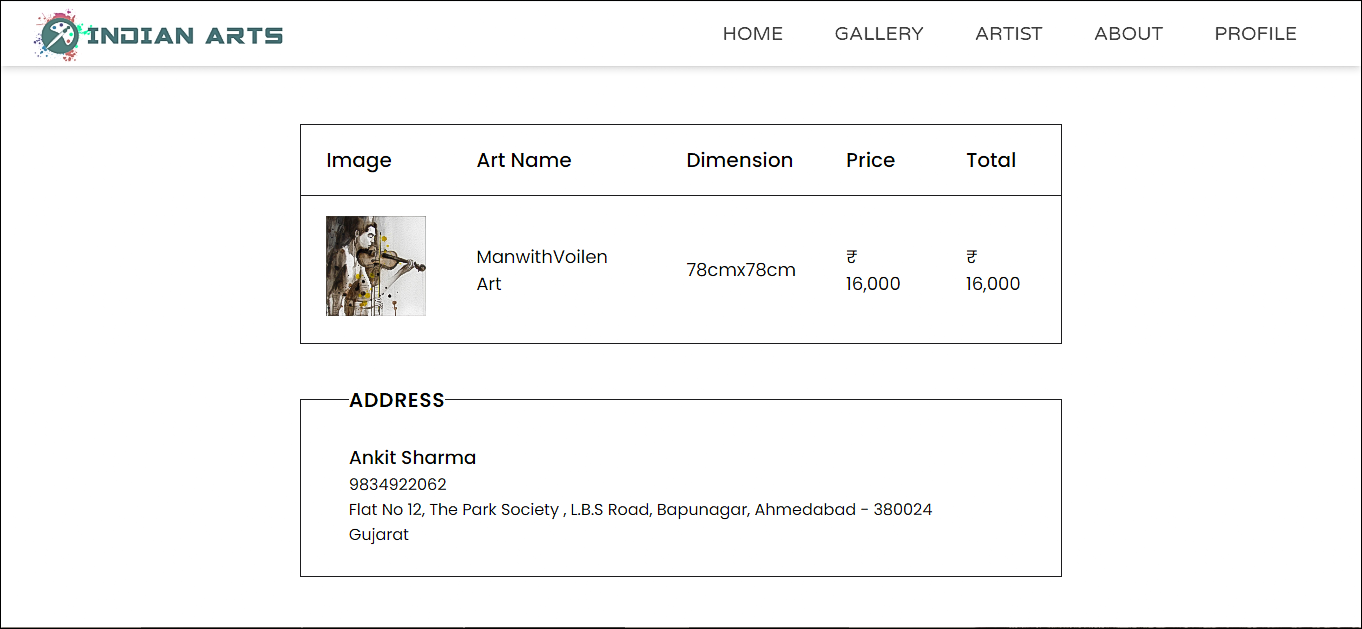 INDIAN ARTS
HOME GALLERY ARTIST ABOUT PROFILE
Image Art Name Dimension Price Total
ManwithVoilen ₹ ₹
78cmx78cm
Art 16,000 16,000
ADDRESS
Ankit Sharma
9834922062
Flat No 12, The Park Society , L.B.S Road, Bapunagar, Ahmedabad - 380024
Gujarat